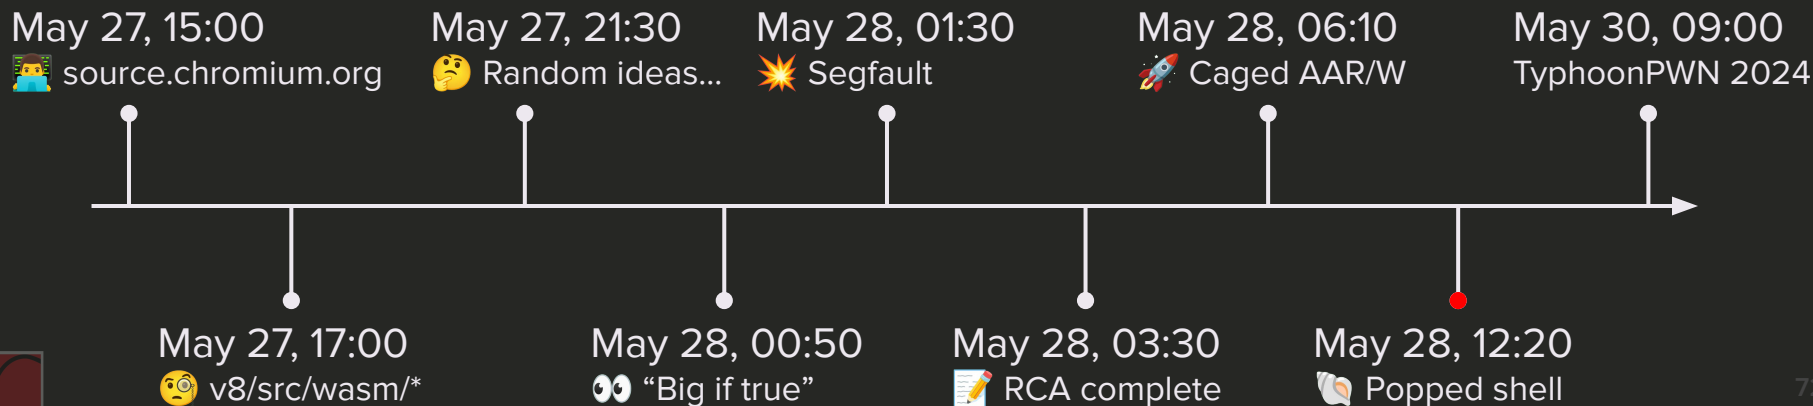 May 27, 15:00
👨‍💻 source.chromium.org
May 27, 21:30
🤔 Random ideas...
May 28, 01:30
💥 Segfault
May 28, 06:10
🚀 Caged AAR/W
May 30, 09:00
TyphoonPWN 2024
May 27, 17:00
🧐 v8/src/wasm/*
May 28, 00:50
👀 “Big if true”
May 28, 03:30
📝 RCA complete
May 28, 12:20
🐚 Popped shell